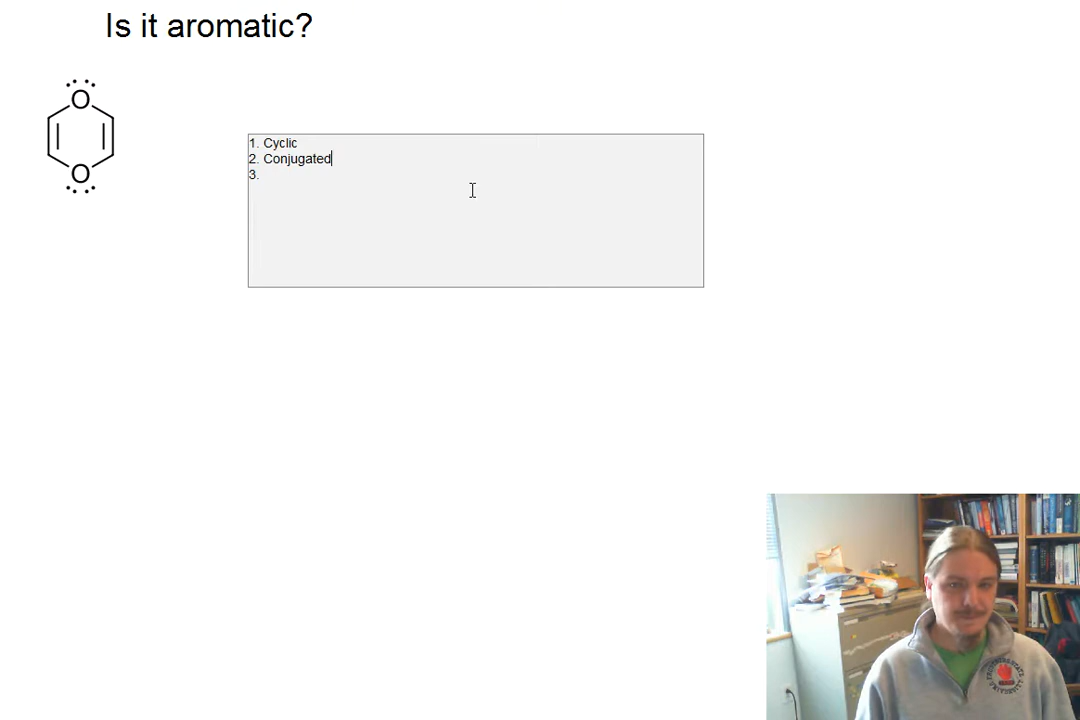 Is it aromatic?
O
O
1. Cyclic
2. Conjugated
3.